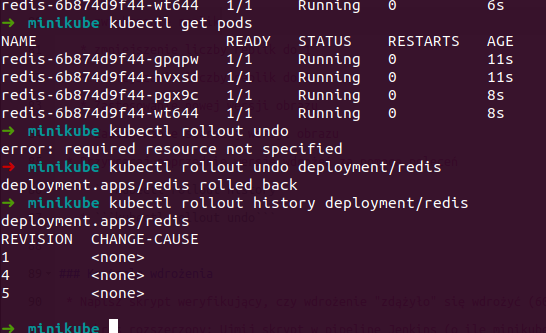 redis-6b874d9f44-wt644 1/1 Running 0 6s
➜ minikube kubectl get pods
NAME READY STATUS RESTARTS AGE
redis-6b874d9f44-gpqpw 1/1 Running 0 11s
redis-6b874d9f44-hvxsd 1/1 Running 0 11s
redis-6b874d9f44-pgx9c 1/1 Running 0 8s
redis-6b874d9f44-wt644 1/1 Running 0 8s
➜ minikube kubectl rollout undo
error: required resource not specified
➜ minikube kubectl rollout undo deployment/redis
deployment.apps/redis rolled back
➜ minikube kubectl rollout history deployment/redis
deployment.apps/redis
REVISION CHANGE-CAUSE
1 <none>
4 <none>
5 <none>
➜ minikube